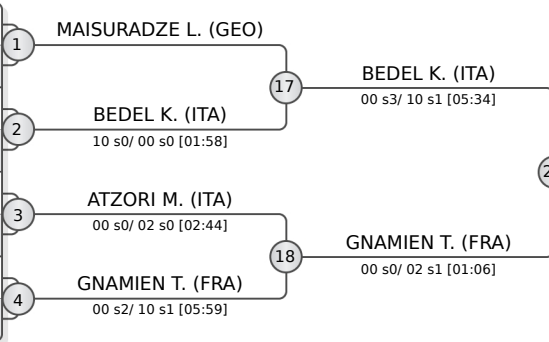 MAISURADZE L. (GEO)
1
17
BEDEL K. (ITA)
00 s3/ 10 s1 [05:34]
BEDEL K. (ITA)
2
10 s0/ 00 s0 [01:58]
ATZORI M. (ITA)
3
00 s0/ 02 s0 [02:44]
18
GNAMIEN T. (FRA)
00 s0/ 02 s1 [01:06]
GNAMIEN T. (FRA)
4
00 s2/ 10 s1 [05:59]